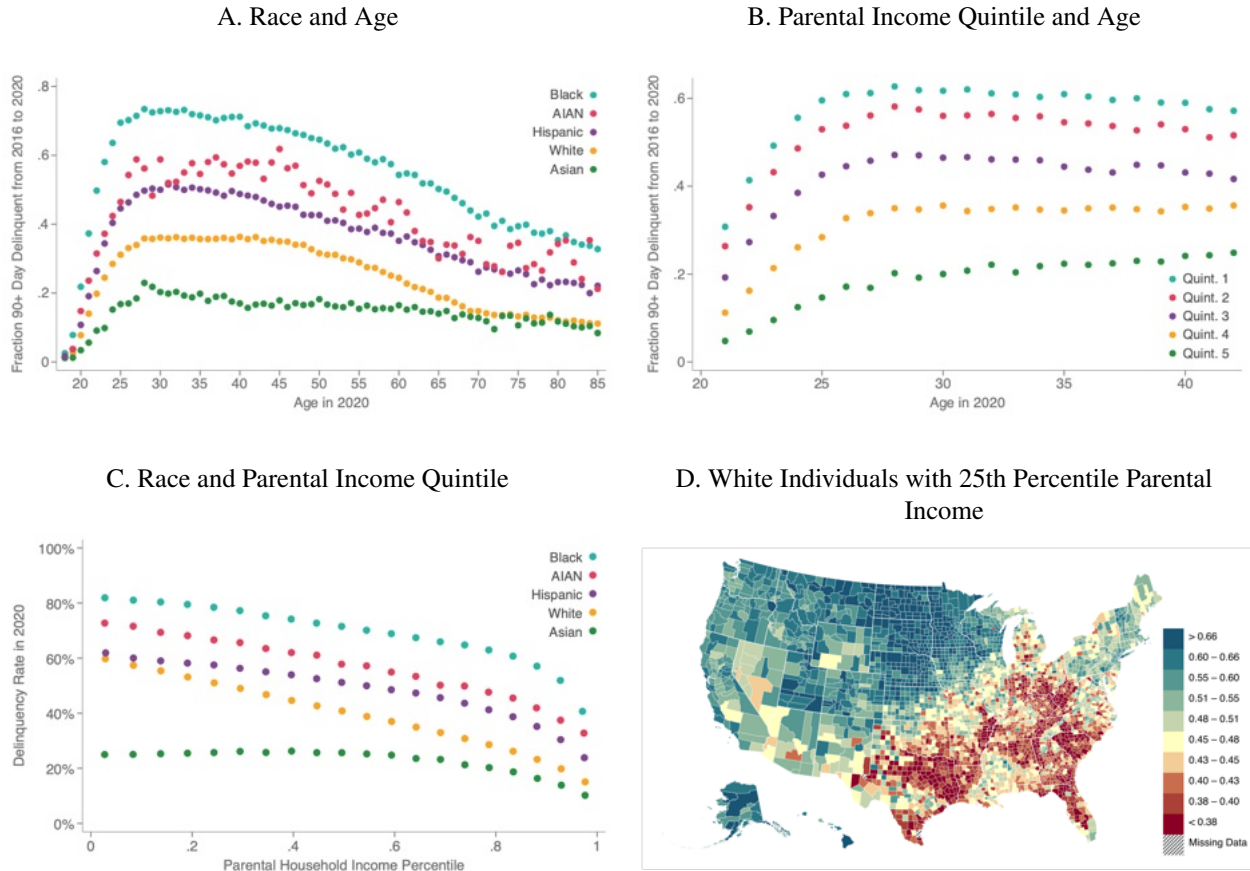 A. Race and Age
Fraction 90+ Day Delinquent from 2016 to 2020
.8
.6
.4
.2
0
20 25 30 35 40 45 50 55 60 65 70 75 80 85
Age in 2020
Black
AIAN
Hispanic
White
Asian
B. Parental Income Quintile and Age
Fraction 90+ Day Delinquent from 2016 to 2020
.6
.4
.2
0
20 25 30 35 40
Age in 2020
Quint. 1
Quint. 2
Quint. 3
Quint. 4
Quint. 5
C. Race and Parental Income Quintile
Delinquency Rate in 2020
100%
80%
60%
40%
20%
0%
0 .2 .4 .6 .8 1
Parental Household Income Percentile
Black
AIAN
Hispanic
White
Asian
D. White Individuals with 25th Percentile Parental
Income
> 0.66
0.60 – 0.66
0.55 – 0.60
0.51 – 0.55
0.48 – 0.51
0.45 – 0.48
0.43 – 0.45
0.40 – 0.43
0.38 – 0.40
< 0.38
Missing Data